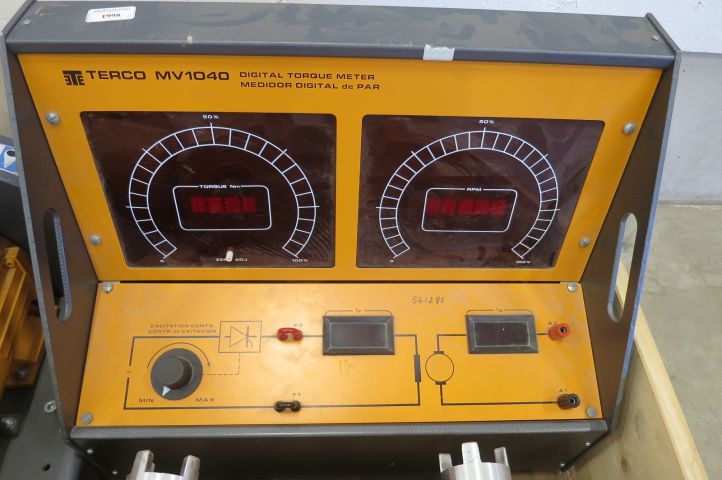 1998
TERCO MV1040 DIGITAL TORQUE METER
MEDIDOR DIGITAL de PAR
50%
TORQUE Nm
0
ZERO ADJ
100%
50%
RPM
0
100%
561285
EXCITATION CONTR.
CONTR. de EXITACION
MIN
MAX
F2
F1
A2
A1